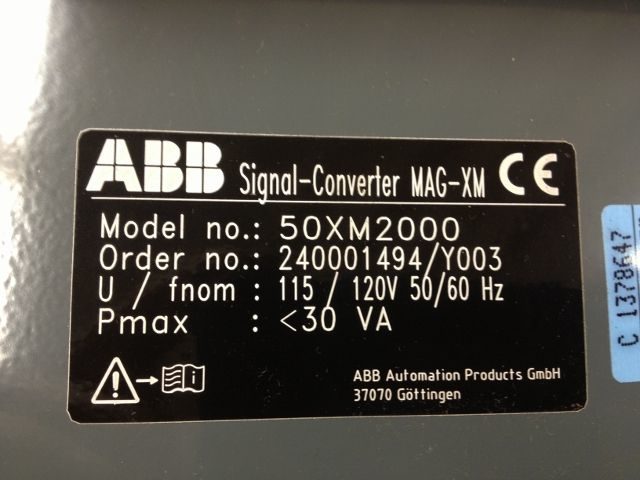 ABB Signal-Converter MAG-XM CE
Model no.: 50XM2000
Order no.: 240001494/Y003
U / fnom : 115 / 120V 50/60 Hz
Pmax : <30 VA
ABB Automation Products GmbH
37070 Göttingen
C 1378647